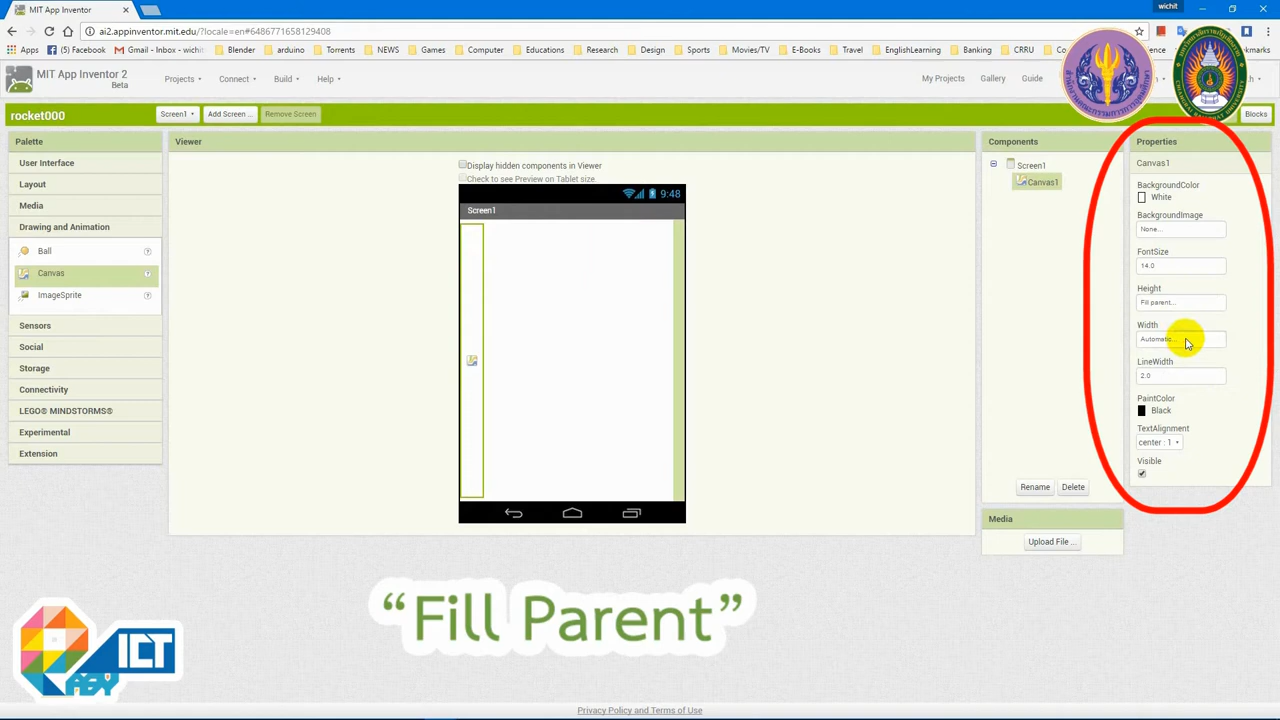 wichit
MIT App Inventor 2
ai2.appinventor.mit.edu/?locale=en#6486771658129408
Apps
(5) Facebook
Gmail - Inbox - wichit
Blender
arduino
Torrents
NEWS
Games
Computer
Educations
Research
Design
Sports
Movies/TV
E-Books
Travel
EnglishLearning
Banking
CRRU
Bookmarks
MIT App Inventor 2
Beta
Projects
Connect
Build
Help
My Projects
Gallery
Guide
rocket000
Screen1
Add Screen ...
Remove Screen
Blocks
Palette
User Interface
Layout
Media
Drawing and Animation
Ball
Canvas
ImageSprite
Sensors
Social
Storage
Connectivity
LEGO® MINDSTORMS®
Experimental
Extension
Viewer
Display hidden components in Viewer
Check to see Preview on Tablet size.
9:48
Screen1
Components
Screen1
Canvas1
Rename
Delete
Media
Upload File ...
Properties
Canvas1
BackgroundColor
White
BackgroundImage
None...
FontSize
14.0
Height
Fill parent...
Width
Automatic...
LineWidth
2.0
PaintColor
Black
TextAlignment
center : 1
Visible
“Fill Parent”
ICT
Privacy Policy and Terms of Use